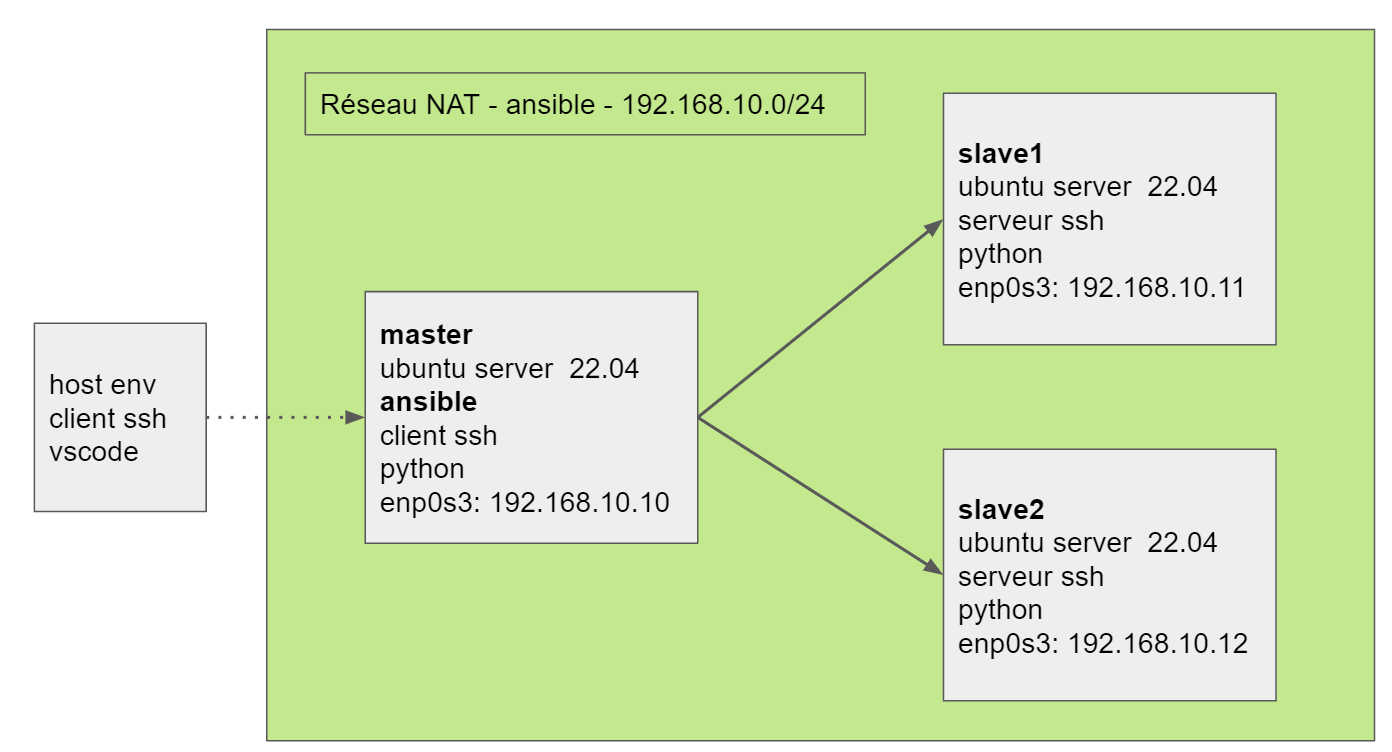 Réseau NAT - ansible - 192.168.10.0/24
host env
client ssh
vscode
master
ubuntu server  22.04
ansible
client ssh
python
enp0s3: 192.168.10.10
slave1
ubuntu server  22.04
serveur ssh
python
enp0s3: 192.168.10.11
slave2
ubuntu server  22.04
serveur ssh
python
enp0s3: 192.168.10.12